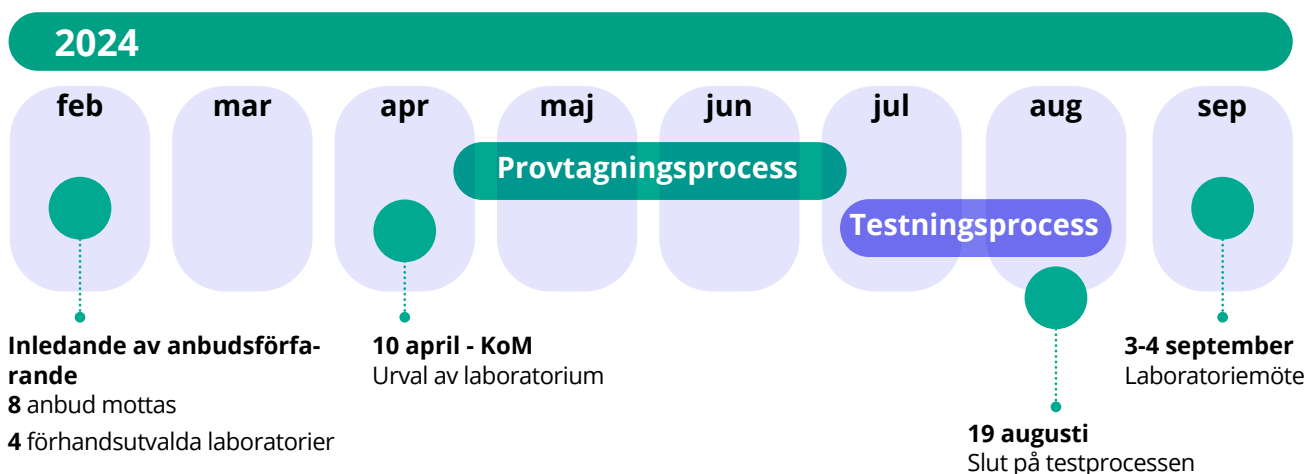 2024
feb mar apr maj jun jul aug sep
Provtagningsprocess
Testningsprocess
Inledande av anbudsförfa-
rande
8 anbud mottas
4 förhandsutvalda laboratorier
10 april - KoM
Urval av laboratorium
19 augusti
Slut på testprocessen
3-4 september
Laboratoriemöte